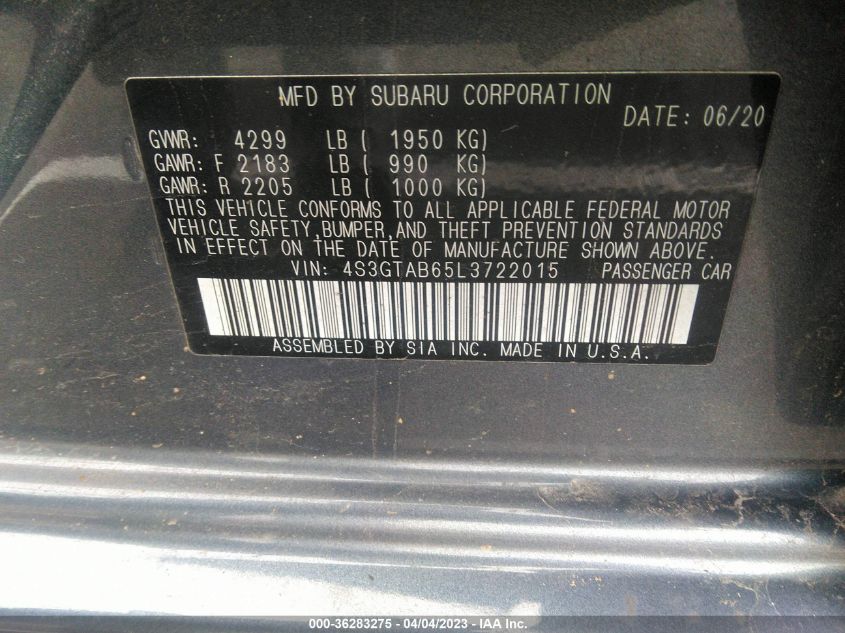 MFD BY SUBARU CORPORATION
DATE: 06/20
GVWR: 4299 LB ( 1950 KG)
GAWR: F 2183 LB ( 990 KG)
GAWR: R 2205 LB ( 1000 KG)
THIS VEHICLE CONFORMS TO ALL APPLICABLE FEDERAL MOTOR
VEHICLE SAFETY,BUMPER,AND THEFT PREVENTION STANDARDS
IN EFFECT ON THE DATE OF MANUFACTURE SHOWN ABOVE.
VIN: 4S3GTAB65L3722015 PASSENGER CAR
ASSEMBLED BY SIA INC. MADE IN U.S.A.
000-36283275 - 04/04/2023 - IAA Inc.